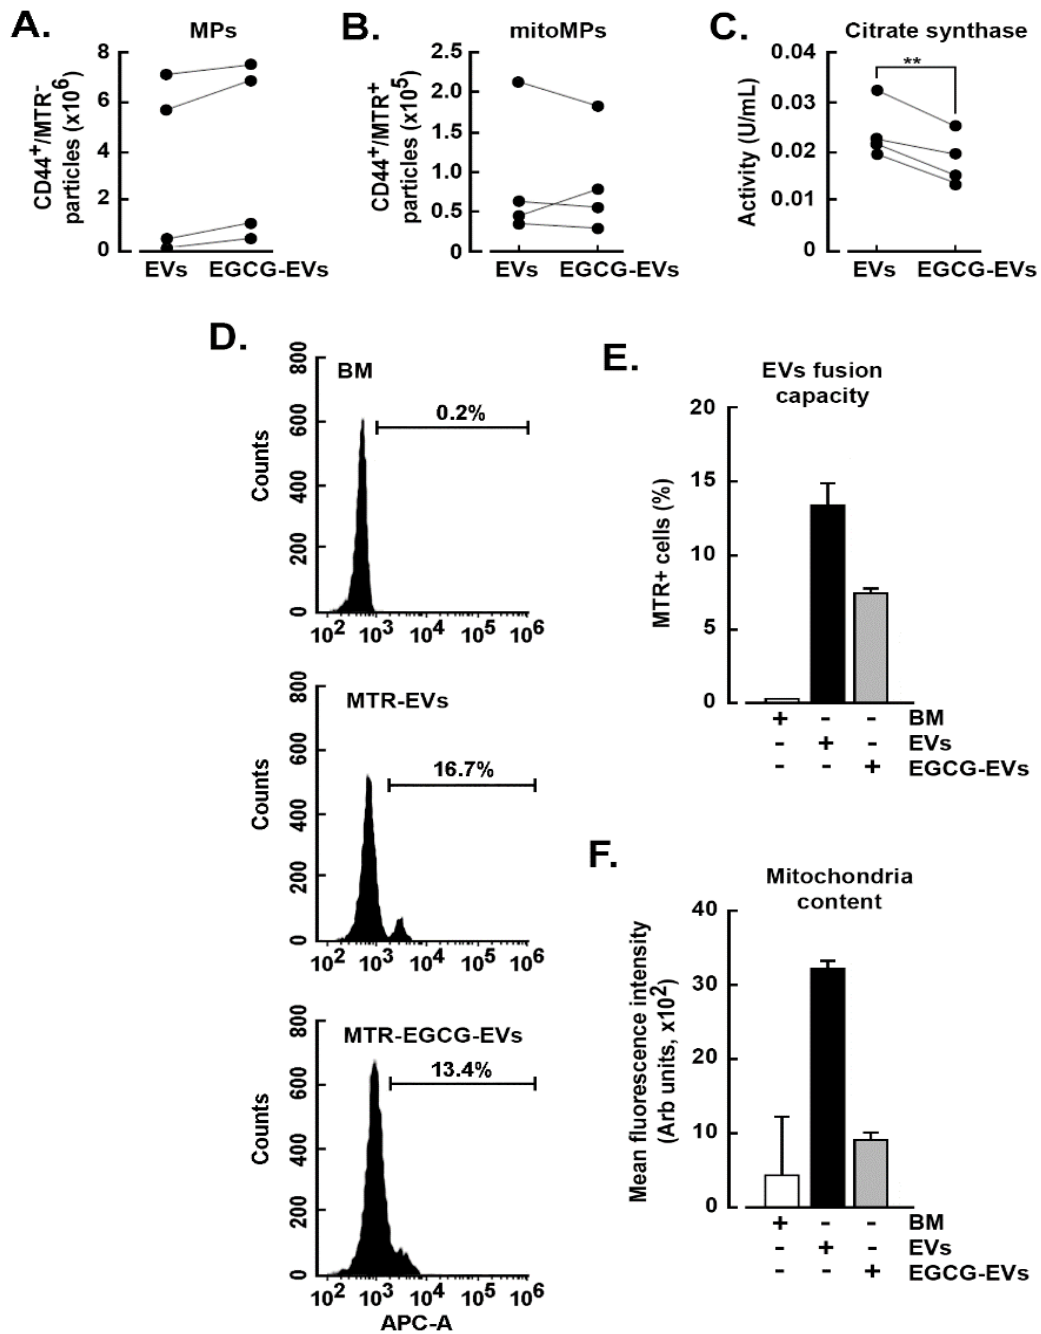 A.
MPs
CD44+/MTR-
particles (x10^6)
8
6
4
2
0
EVs EGCG-EVs
B.
mitoMPs
CD44+/MTR+
particles (x10^5)
2.5
2.0
1.5
1.0
0.5
0
EVs EGCG-EVs
C.
Citrate synthase
Activity (U/mL)
0.04
0.03
0.02
0.01
0
**
EVs EGCG-EVs
D.
BM
0.2%
Counts
800
600
400
200
0
10^2 10^3 10^4 10^5 10^6
MTR-EVs
16.7%
Counts
800
600
400
200
0
10^2 10^3 10^4 10^5 10^6
MTR-EGCG-EVs
13.4%
Counts
800
600
400
200
0
10^2 10^3 10^4 10^5 10^6
APC-A
E.
EVs fusion
capacity
MTR+ cells (%)
20
15
10
5
0
+ - - BM
- + - EVs
- - + EGCG-EVs
F.
Mitochondria
content
Mean fluorescence intensity
(Arb units, x10^2)
40
30
20
10
0
+ - - BM
- + - EVs
- - + EGCG-EVs